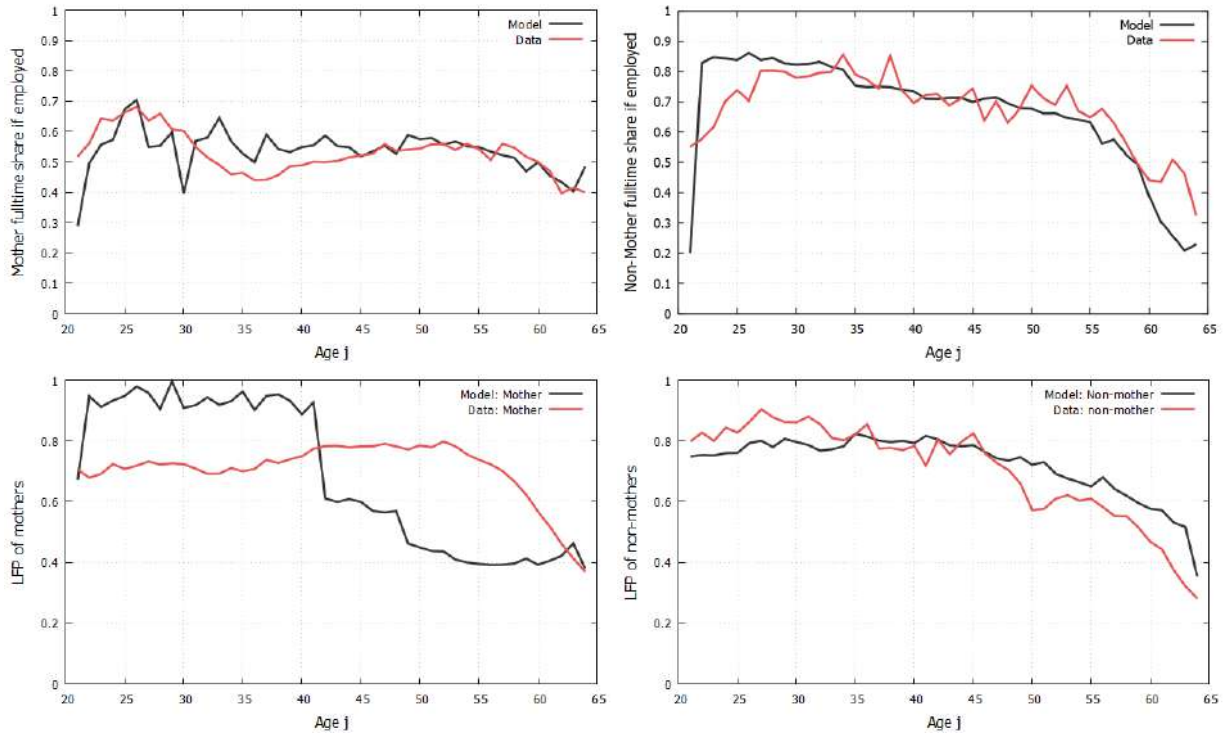 Mother fulltime share if employed
1
0.9
0.8
0.7
0.6
0.5
0.4
0.3
0.2
0.1
0
Model
Data
20 25 30 35 40 45 50 55 60 65
Age j
Non-Mother fulltime share if employed
1
0.9
0.8
0.7
0.6
0.5
0.4
0.3
0.2
0.1
0
Model
Data
20 25 30 35 40 45 50 55 60 65
Age j
LFP of mothers
1
0.8
0.6
0.4
0.2
0
Model: Mother
Data: Mother
20 25 30 35 40 45 50 55 60 65
Age j
LFP of non-mothers
1
0.8
0.6
0.4
0.2
0
Model: Non-mother
Data: non-mother
20 25 30 35 40 45 50 55 60 65
Age j